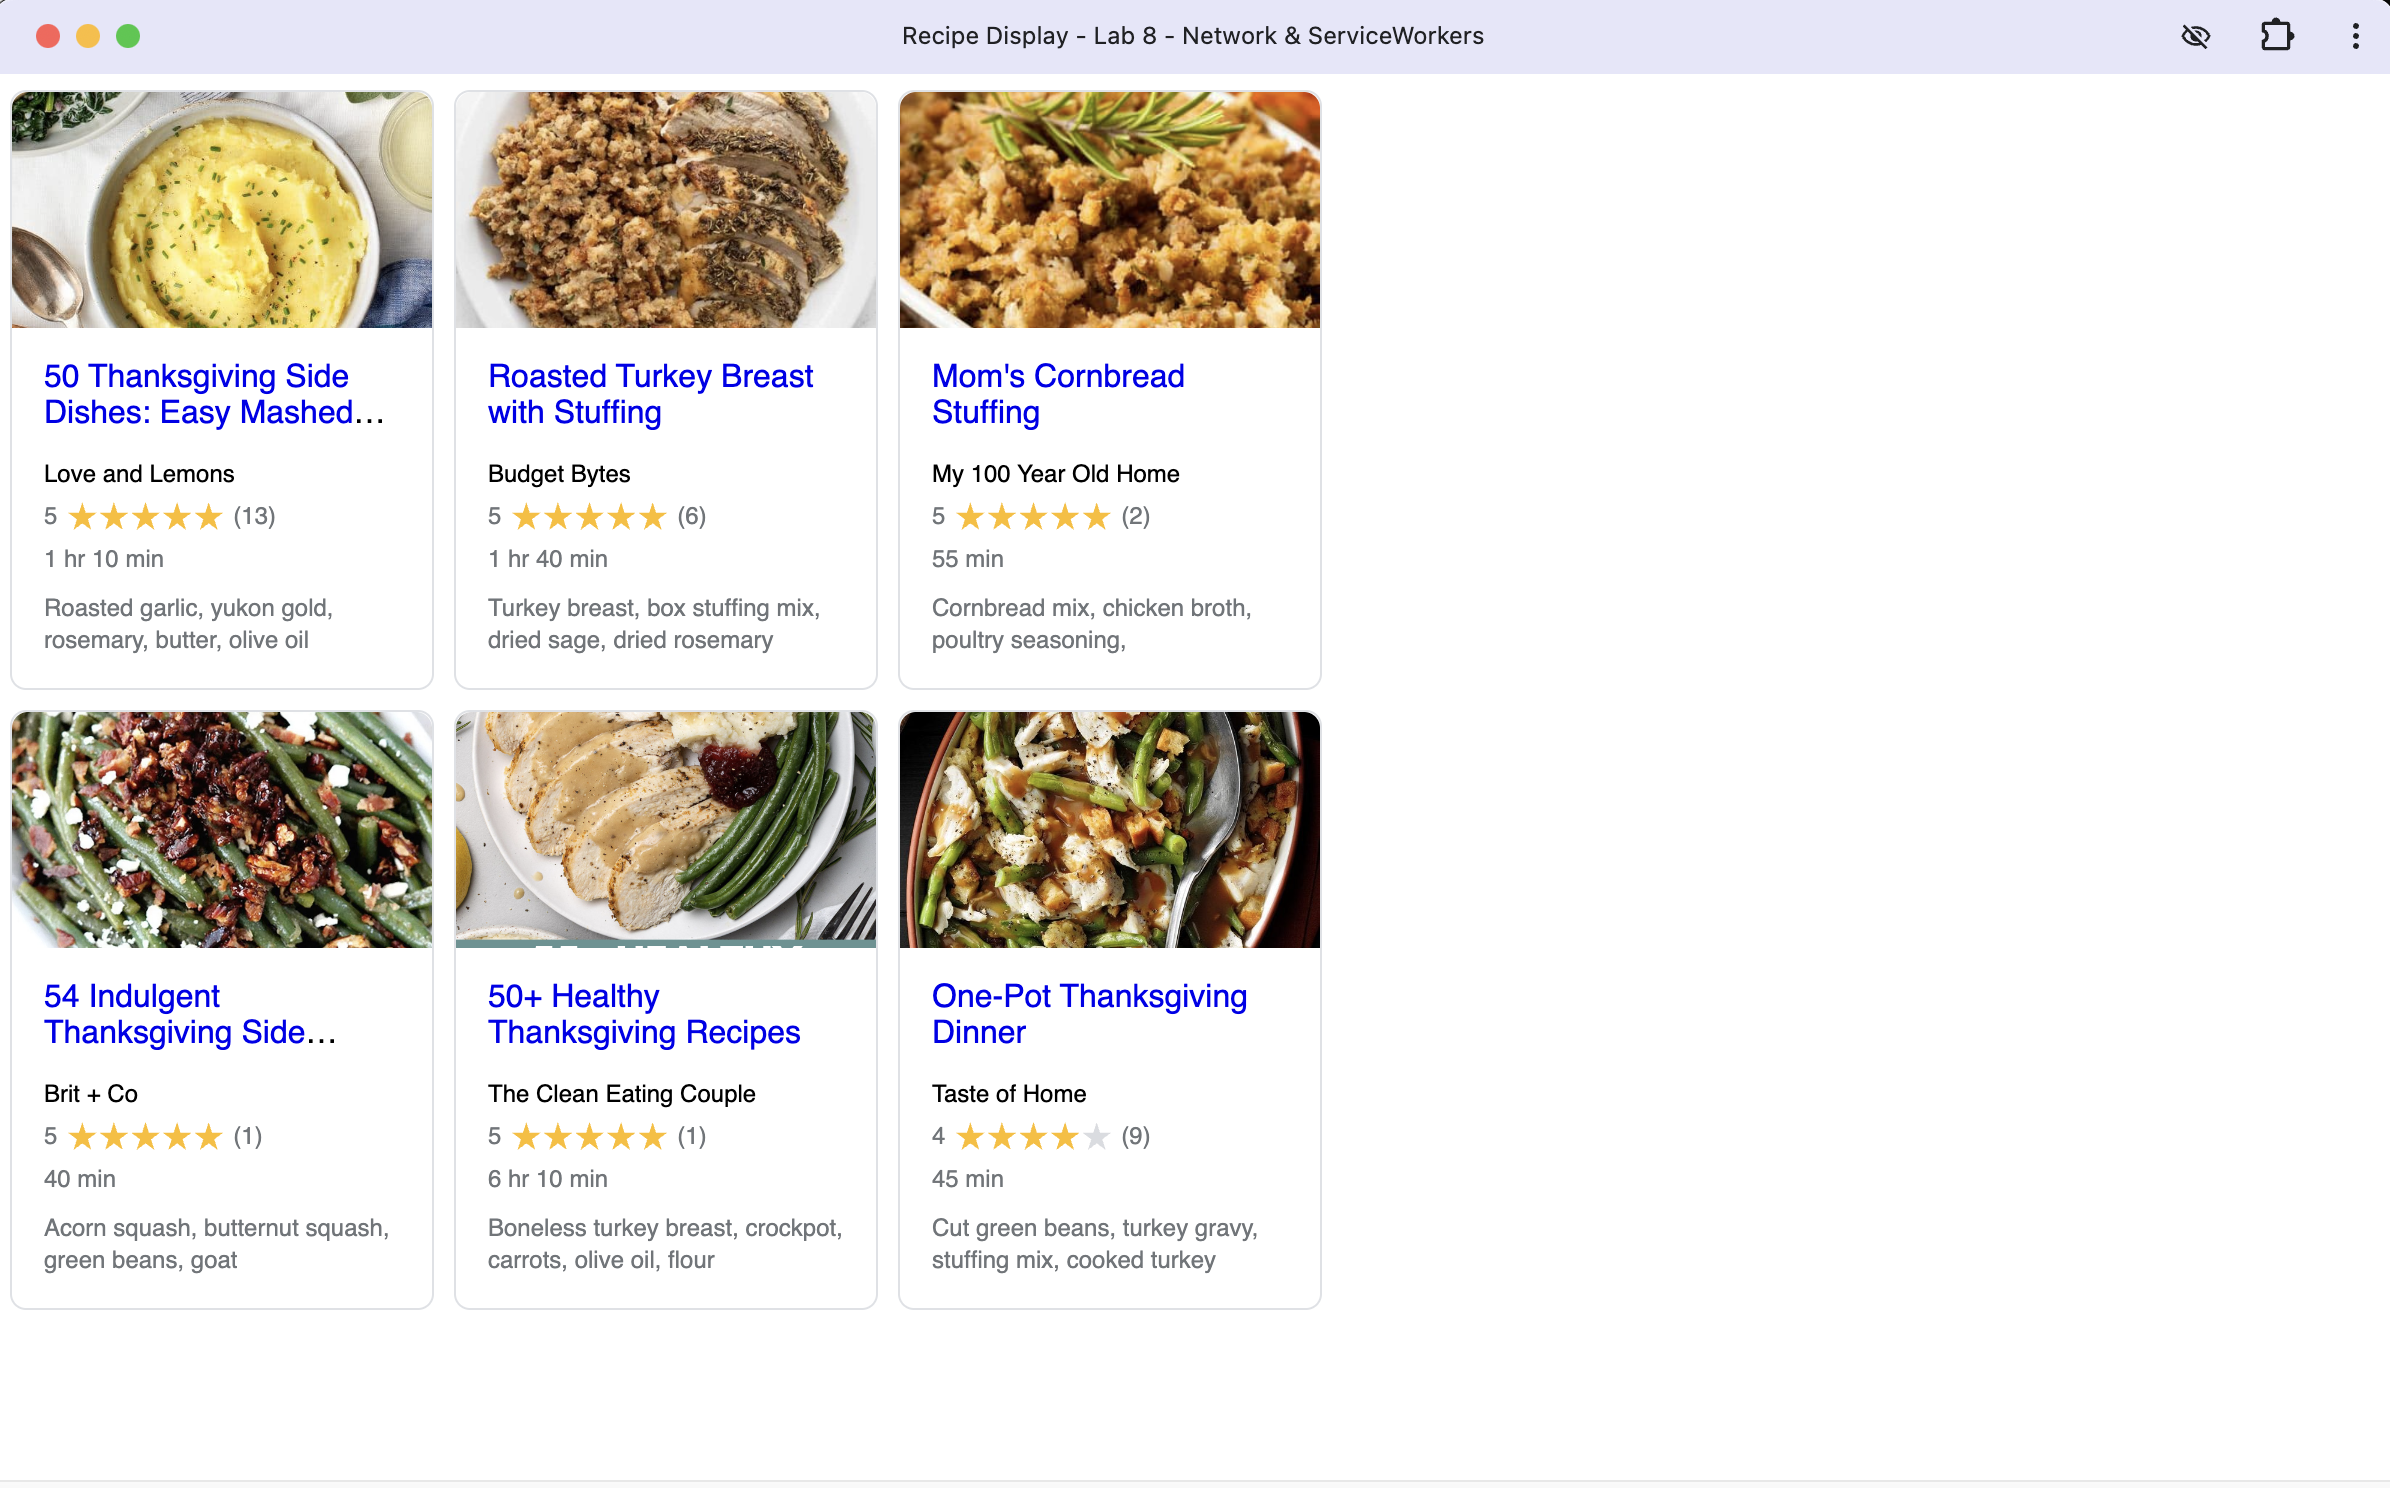 Recipe Display - Lab 8 - Network & ServiceWorkers
50 Thanksgiving Side
Dishes: Easy Mashed…
Love and Lemons
5 ★★★★★ (13)
1 hr 10 min
Roasted garlic, yukon gold,
rosemary, butter, olive oil
Roasted Turkey Breast
with Stuffing
Budget Bytes
5 ★★★★★ (6)
1 hr 40 min
Turkey breast, box stuffing mix,
dried sage, dried rosemary
Mom's Cornbread
Stuffing
My 100 Year Old Home
5 ★★★★★ (2)
55 min
Cornbread mix, chicken broth,
poultry seasoning,
54 Indulgent
Thanksgiving Side…
Brit + Co
5 ★★★★★ (1)
40 min
Acorn squash, butternut squash,
green beans, goat
50+ Healthy
Thanksgiving Recipes
The Clean Eating Couple
5 ★★★★★ (1)
6 hr 10 min
Boneless turkey breast, crockpot,
carrots, olive oil, flour
One-Pot Thanksgiving
Dinner
Taste of Home
4 ★★★★★ (9)
45 min
Cut green beans, turkey gravy,
stuffing mix, cooked turkey